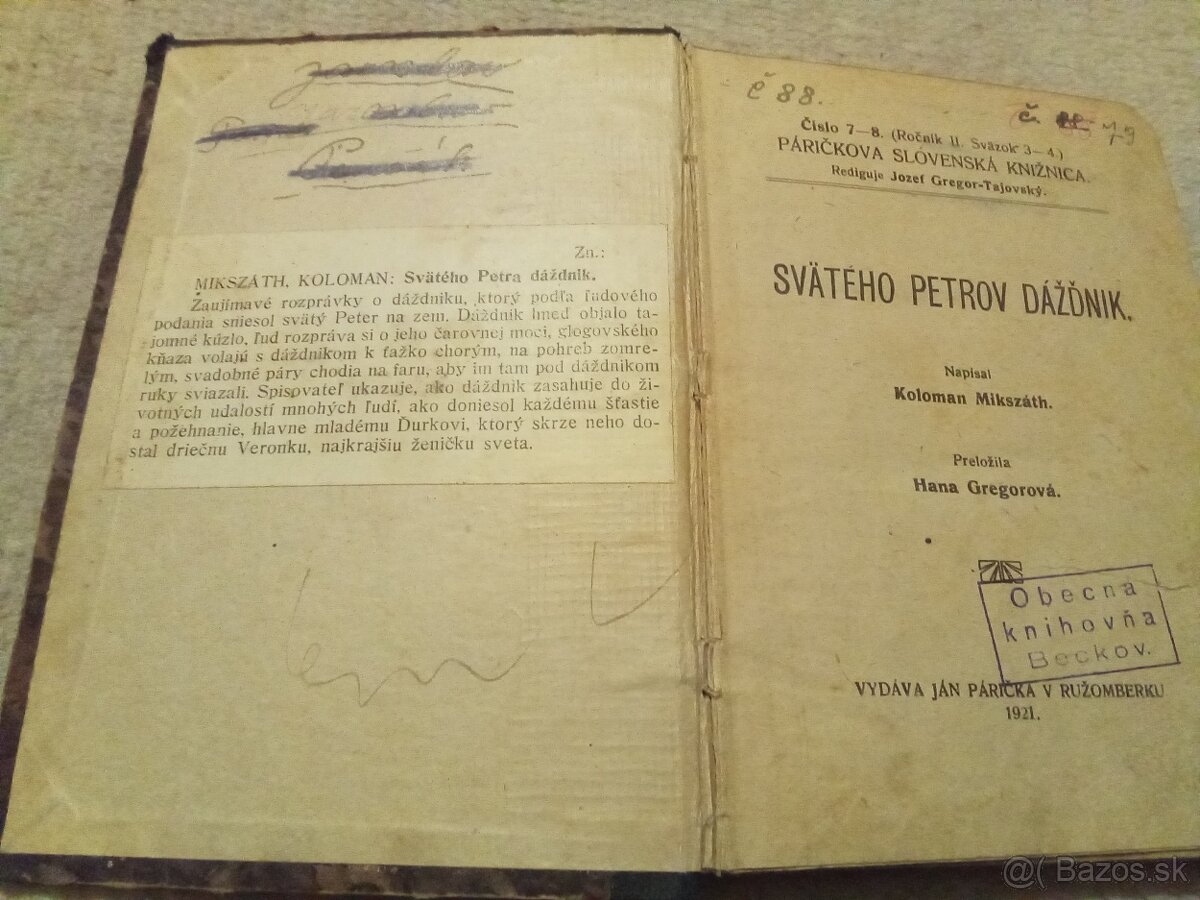 Zn.:
MIKSZÁTH, KOLOMAN: Svätého Petra dáždnik.
Zaujímavé rozprávky o dáždniku, ktorý podľa ľudového
podania sniesol svätý Peter na zem. Dáždnik hneď objalo ta-
jomné kúzlo, ľud rozpráva si o jeho čarovnej moci, glogovského
kňaza volajú s dáždnikom k ťažko chorým, na pohreb zomre-
lým, svadobné páry chodia na faru, aby im tam pod dáždnikom
ruky sviazali. Spisovateľ ukazuje, ako dáždnik zasahuje do ži-
votných udalostí mnohých ľudí, ako doniesol každému šťastie
a požehnanie, hlavne mladému Ďurkovi, ktorý skrze neho do-
stal driečnu Veronku, najkrajšiu ženičku sveta.
č 88.
č. 88 19
Číslo 7—8. (Ročník II. Sväzok 3—4)
PÁRIČKOVA SLOVENSKÁ KNIŽNICA.
Rediguje Jozef Gregor-Tajovský.
SVÄTÉHO PETROV DÁŽĎNIK.
Napísal
Koloman Mikszáth.
Preložila
Hana Gregorová.
Obecna
knihovňa
Beckov.
VYDÁVA JÁN PÁRIČKA V RUŽOMBERKU
1921.
@( Bazos.sk